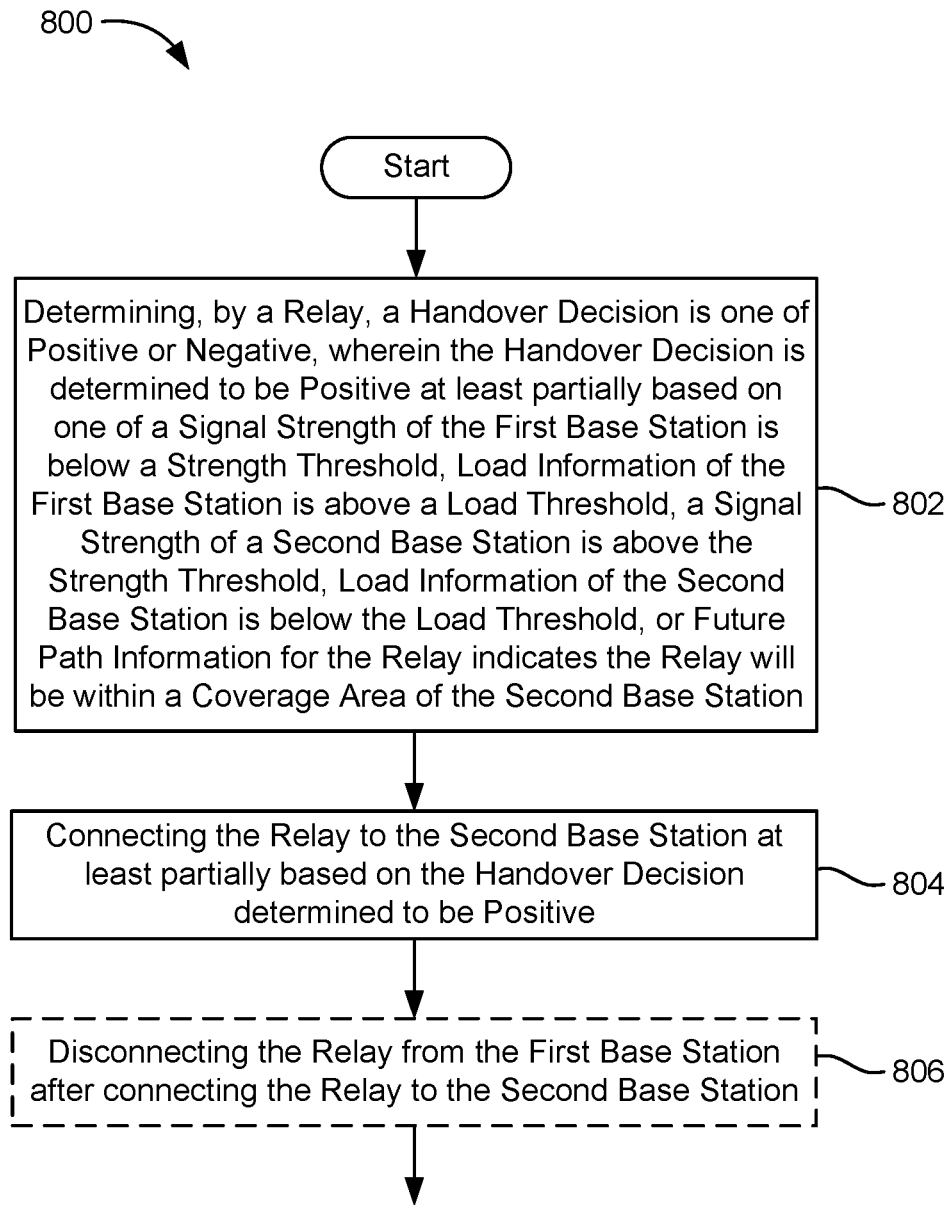 800
Start
Determining, by a Relay, a Handover Decision is one of
Positive or Negative, wherein the Handover Decision is
determined to be Positive at least partially based on
one of a Signal Strength of the First Base Station is
below a Strength Threshold, Load Information of the
First Base Station is above a Load Threshold, a Signal
Strength of a Second Base Station is above the
Strength Threshold, Load Information of the Second
Base Station is below the Load Threshold, or Future
Path Information for the Relay indicates the Relay will
be within a Coverage Area of the Second Base Station
802
Connecting the Relay to the Second Base Station at
least partially based on the Handover Decision
determined to be Positive
804
Disconnecting the Relay from the First Base Station
after connecting the Relay to the Second Base Station
806